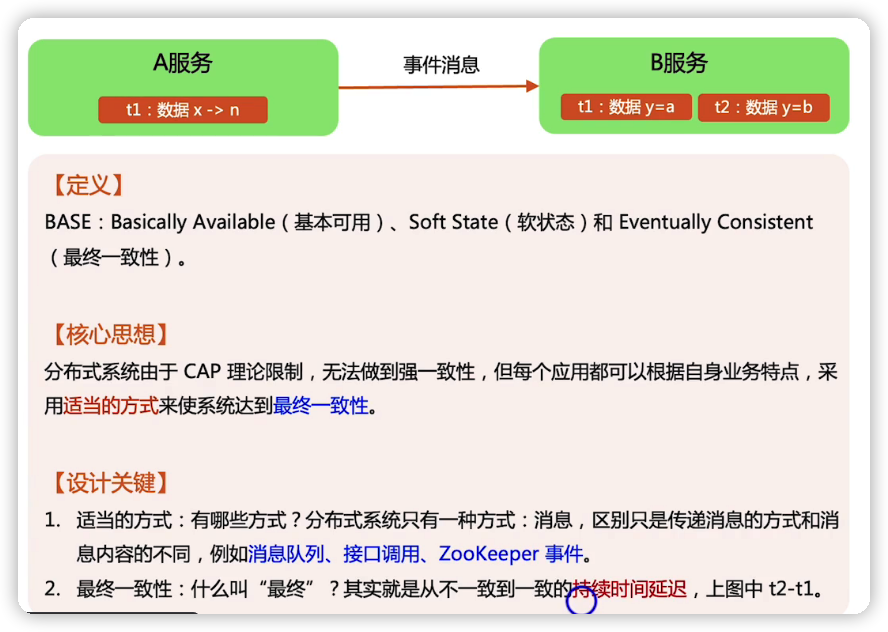 A服务
事件消息
B服务
t1：数据 x -> n
t1：数据 y=a
t2：数据 y=b
【定义】
BASE：Basically Available（基本可用）、Soft State（软状态）和 Eventually Consistent
（最终一致性）。
【核心思想】
分布式系统由于 CAP 理论限制，无法做到强一致性，但每个应用都可以根据自身业务特点，采
用适当的方式来使系统达到最终一致性。
【设计关键】
1. 适当的方式：有哪些方式？分布式系统只有一种方式：消息，区别只是传递消息的方式和消
息内容的不同，例如消息队列、接口调用、ZooKeeper 事件。
2. 最终一致性：什么叫“最终”？其实就是从不一致到一致的持续时间延迟，上图中 t2-t1。